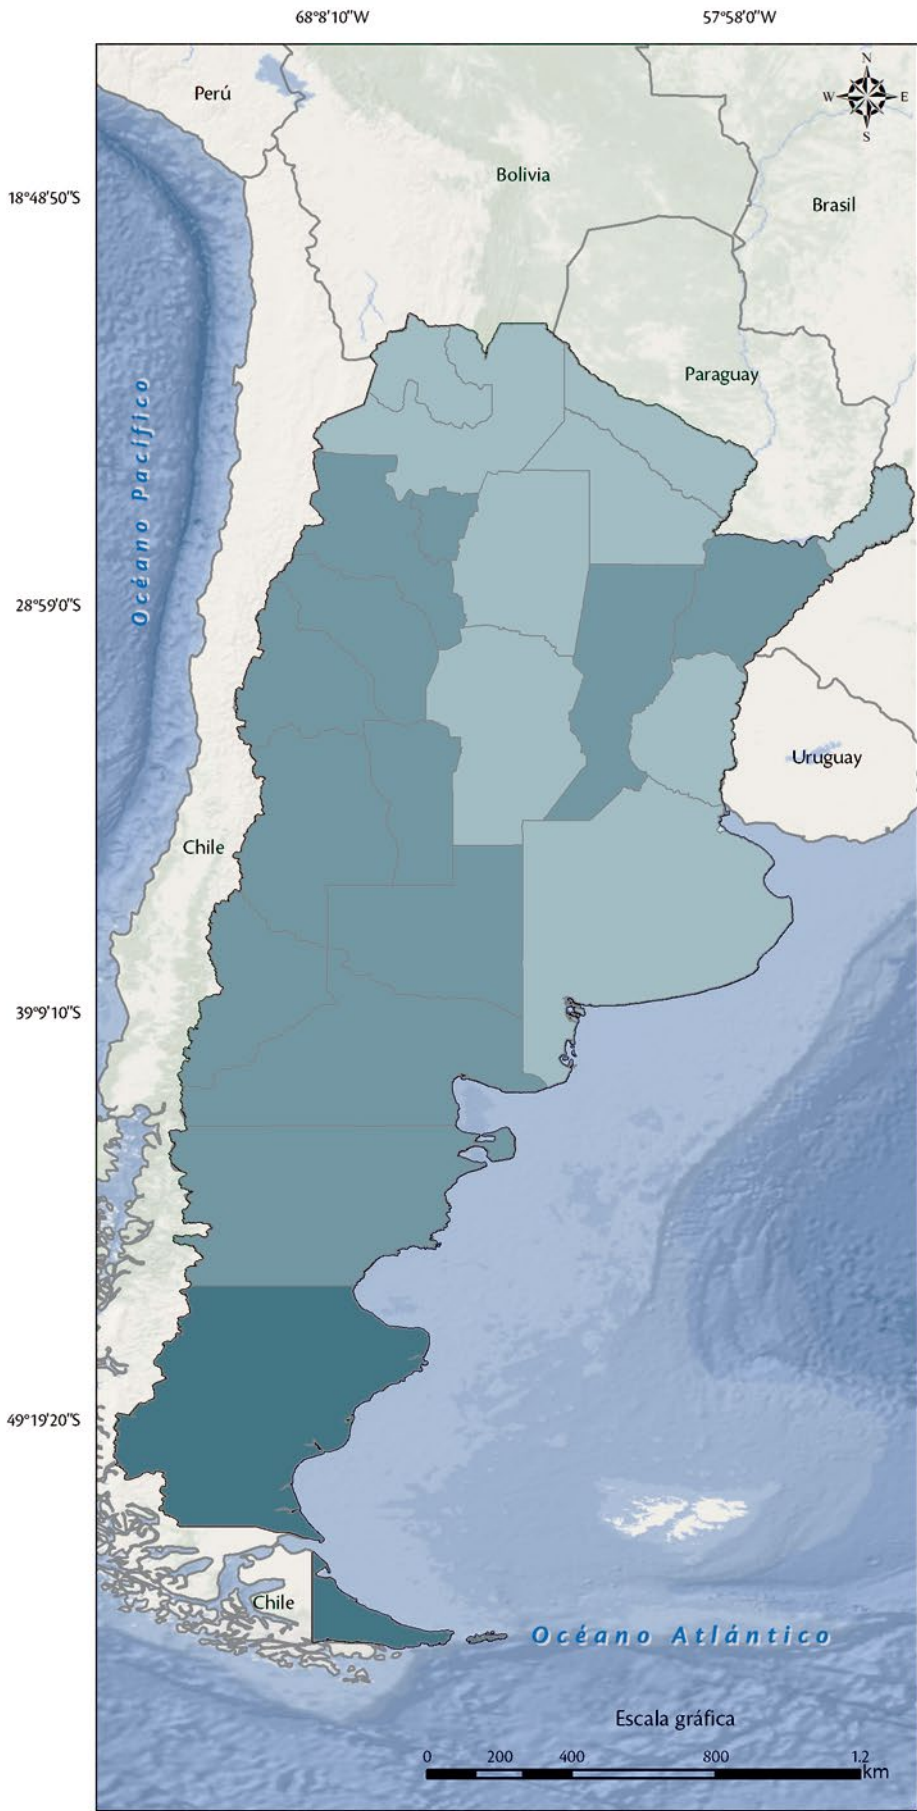 68°8'10"W 57°58'0"W
N
W E
S
Perú
Bolivia
18°48'50"S
Brasil
Paraguay
Océano Pacífico
28°59'0"S
Uruguay
Chile
39°9'10"S
49°19'20"S
Chile
Océano Atlántico
Escala gráfica
0 200 400 800 1.2
km